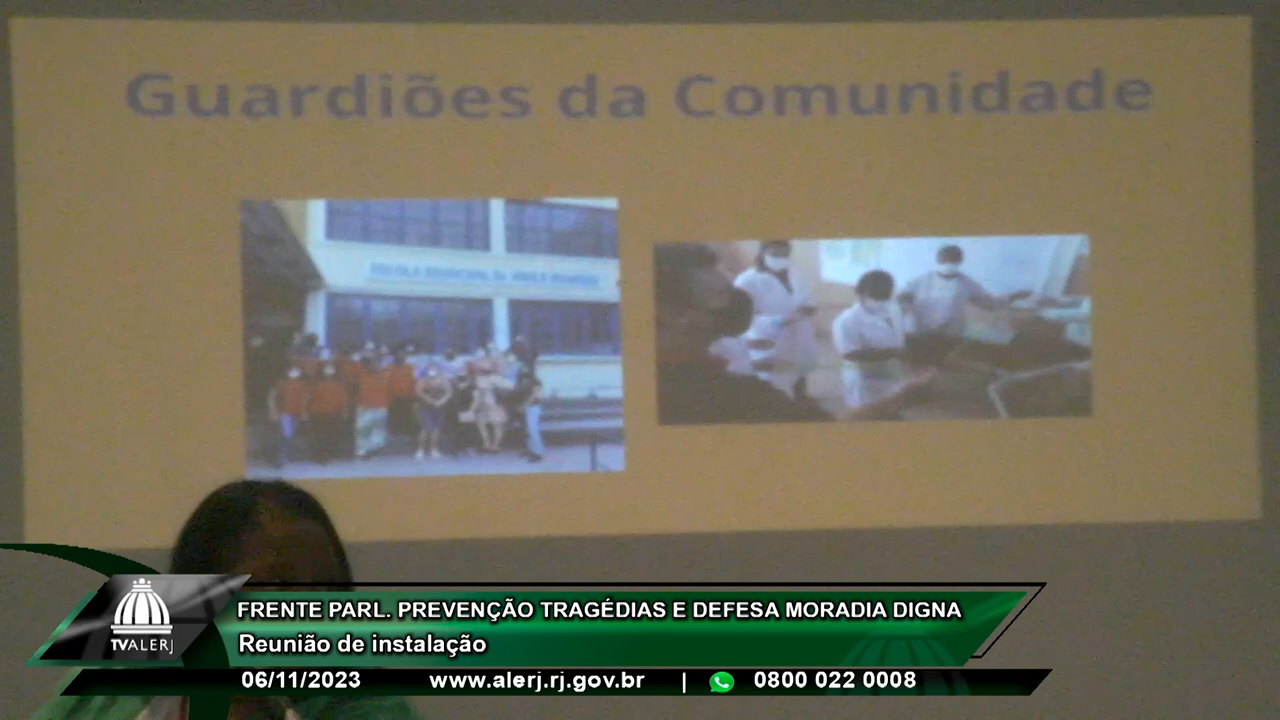 Guardiões da Comunidade
TVALERJ
FRENTE PARL. PREVENÇÃO TRAGÉDIAS E DEFESA MORADIA DIGNA
Reunião de instalação
06/11/2023 www.alerj.rj.gov.br | 0800 022 0008